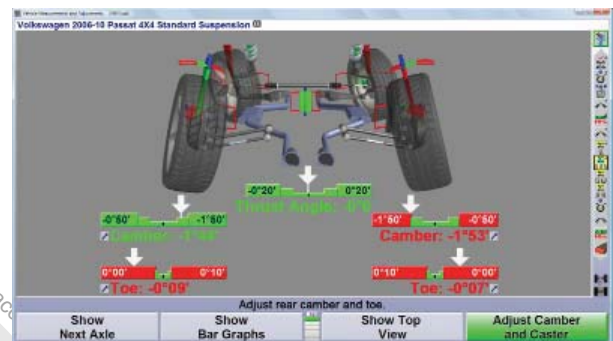 Volkswagen 2006-10 Passat 4X4 Standard Suspension
-0°20' 0°20'
Thrust Angle: -0°0
-0°50' -1°50' -1°50' -0°50'
Camber: -1°44' Camber: -1°53'
0°00' 0°10' 0°10' 0°00'
Toe: -0°09' Toe: -0°07'
Adjust rear camber and toe.
Show Show Show Top Adjust Camber
Next Axle Bar Graphs View and Caster